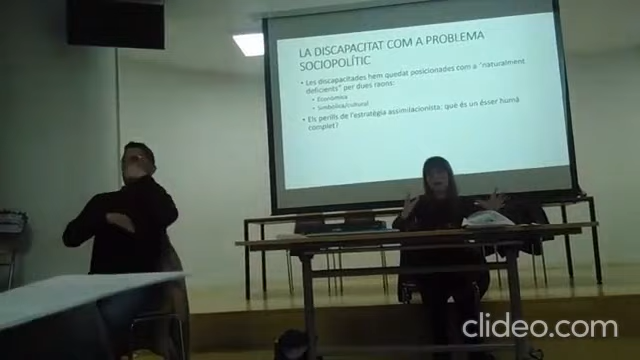 LA DISCAPACITAT COM A PROBLEMA
SOCIOPOLÍTIC
• Les discapacitades hem quedat posicionades com a "naturalment
deficients" per dues raons:
• Econòmica
• Simbòlica/cultural
• Els perills de l'estratègia assimilacionista: què és un ésser humà
complet?
clideo.com